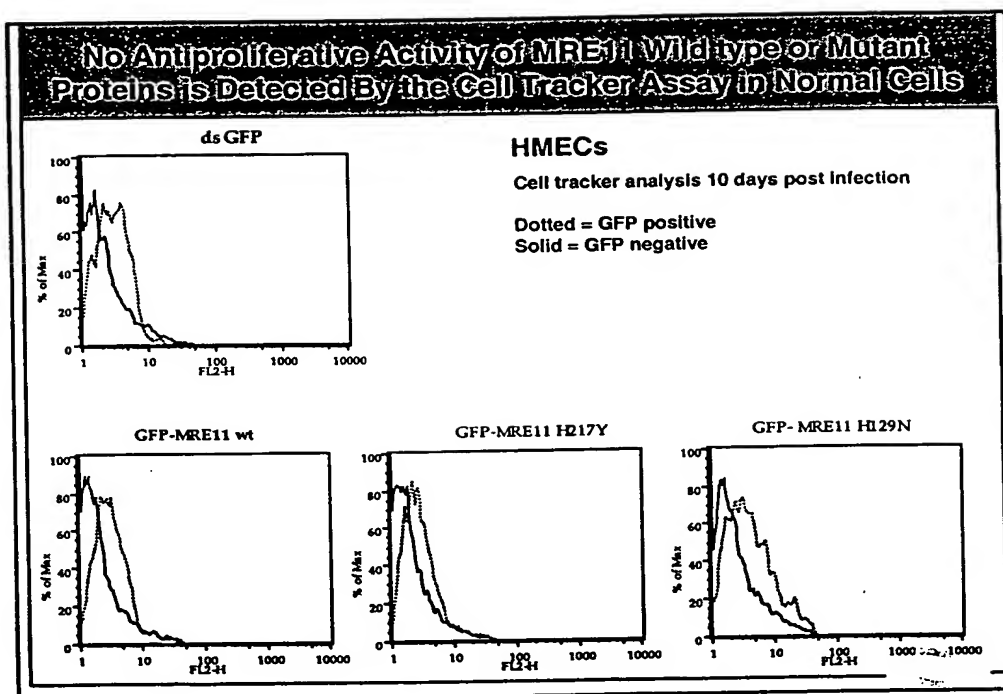 No Antiproliferative Activity of MRE11 Wild type or Mutant
Proteins is Detected By the Cell Tracker Assay in Normal Cells
ds GFP
% of Max
100
80
60
40
20
0
1
10
100
1000
10000
FL2-H
HMECs
Cell tracker analysis 10 days post infection
Dotted = GFP positive
Solid = GFP negative
GFP-MRE11 wt
% of Max
100
80
60
40
20
0
1
10
100
1000
10000
FL2-H
GFP-MRE11 H217Y
% of Max
100
80
60
40
20
0
1
10
100
1000
10000
FL2-H
GFP- MRE11 H129N
% of Max
100
80
60
40
20
0
1
10
100
1000
10000
FL2-H